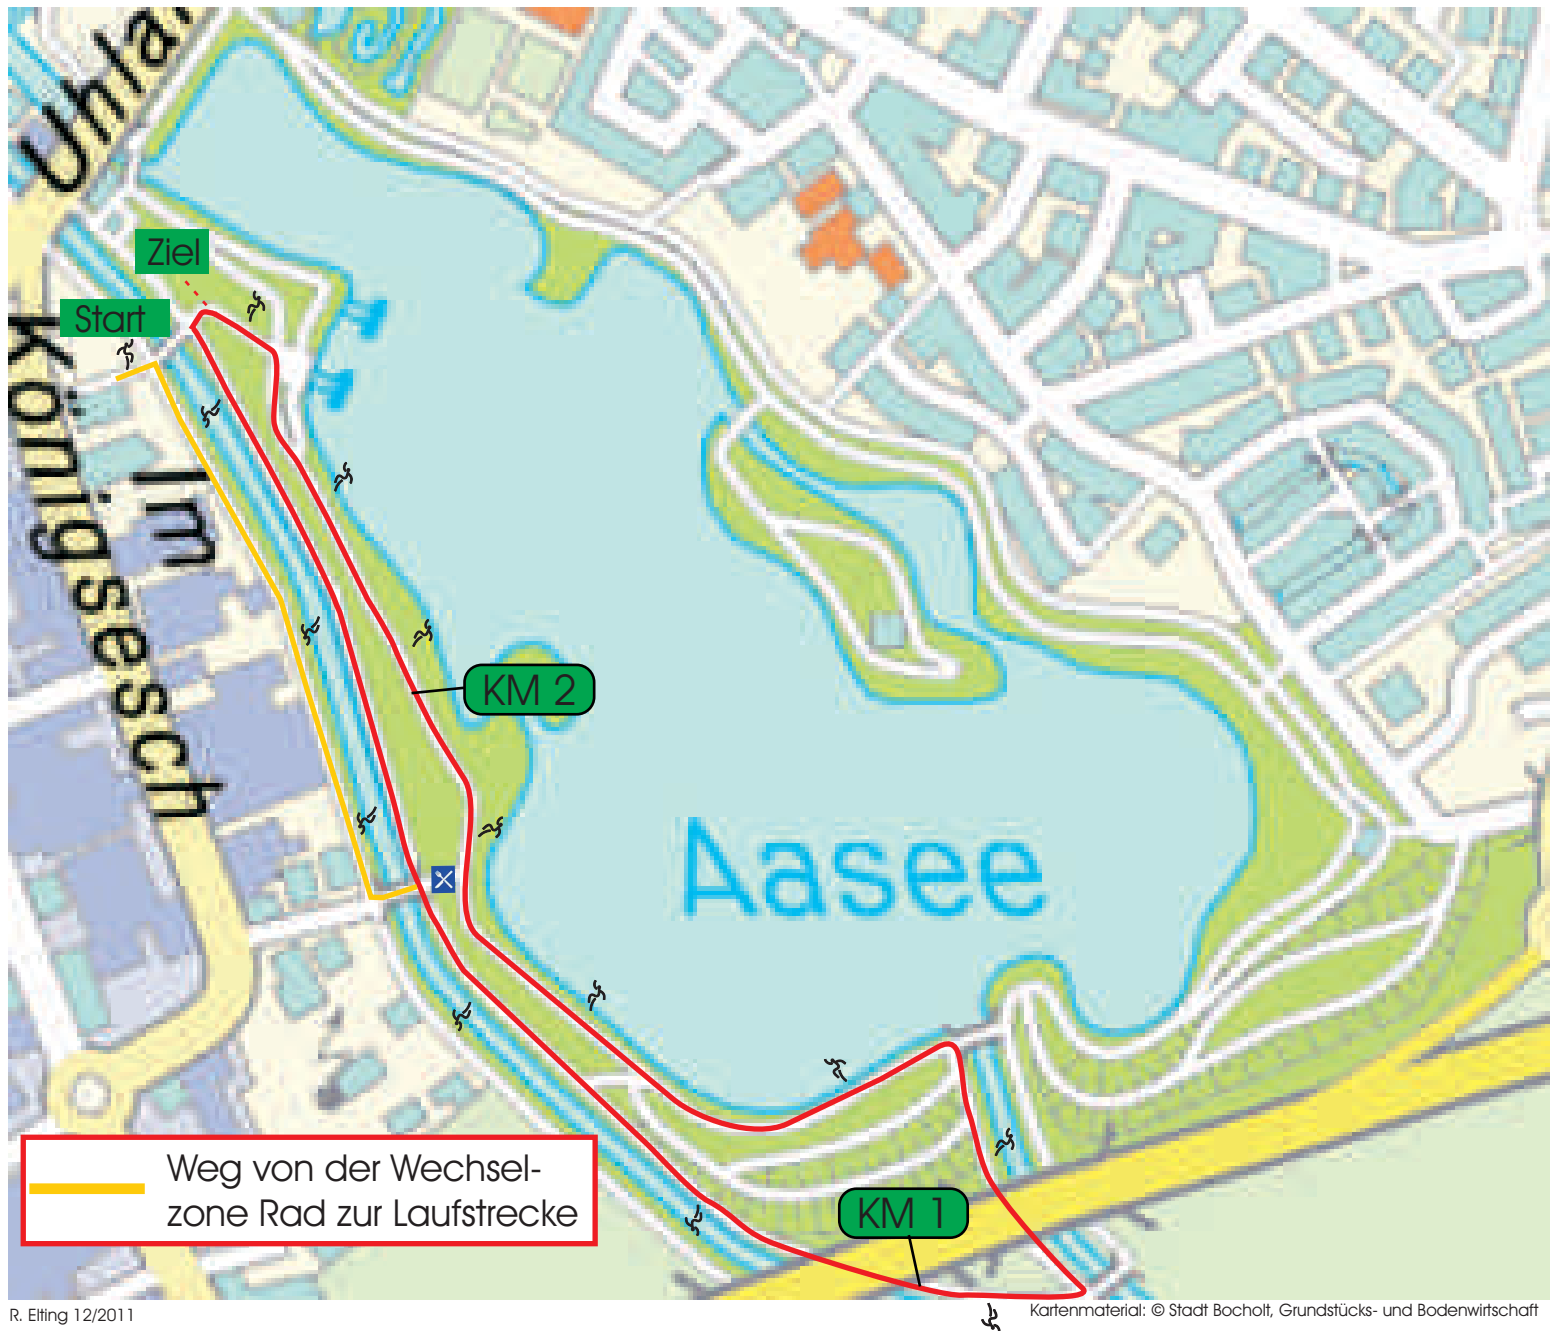 Uhla
Ziel
Start
Königsesch
Im
KM 2
Aasee
Weg von der Wechsel-
zone Rad zur Laufstrecke
KM 1
R. Elting 12/2011
Kartenmaterial: © Stadt Bocholt, Grundstücks- und Bodenwirtschaft